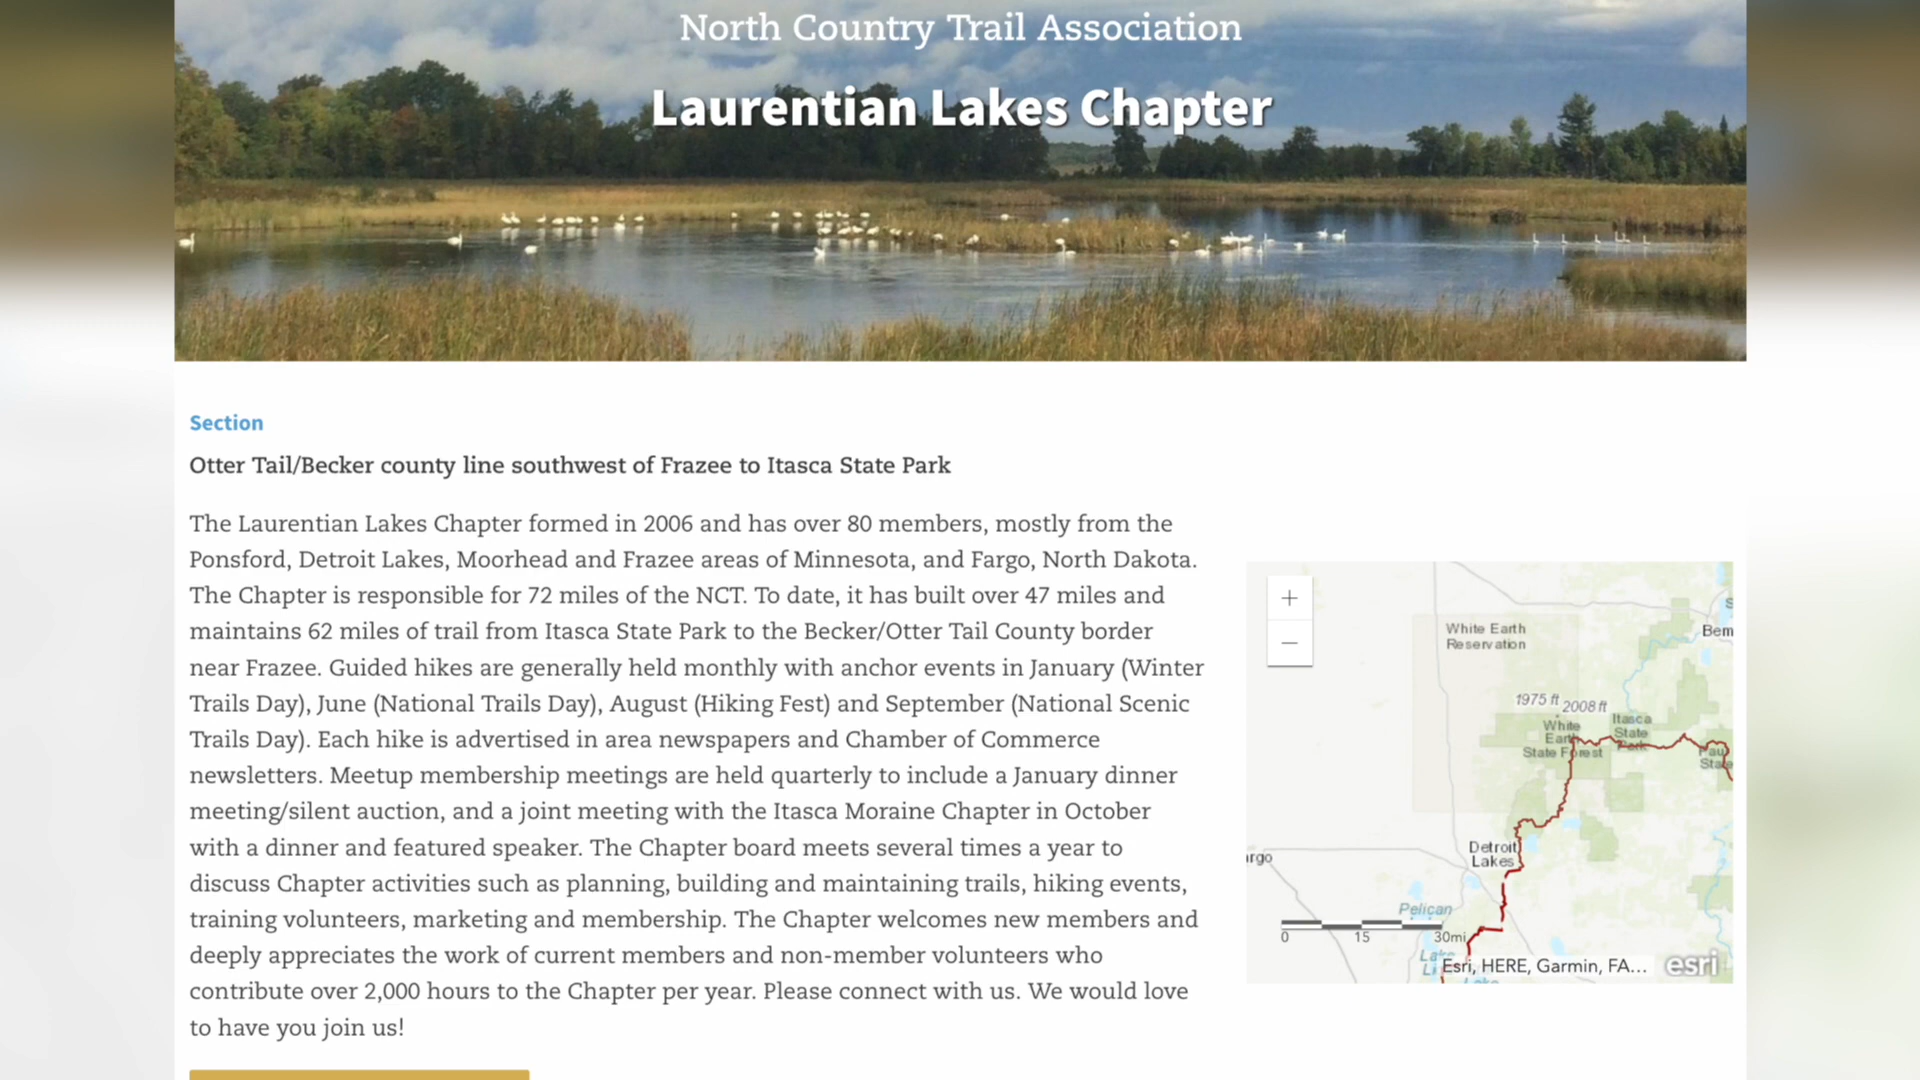 North Country Trail Association
Laurentian Lakes Chapter
Section
Otter Tail/Becker county line southwest of Frazee to Itasca State Park
The Laurentian Lakes Chapter formed in 2006 and has over 80 members, mostly from the
Ponsford, Detroit Lakes, Moorhead and Frazee areas of Minnesota, and Fargo, North Dakota.
The Chapter is responsible for 72 miles of the NCT. To date, it has built over 47 miles and
maintains 62 miles of trail from Itasca State Park to the Becker/Otter Tail County border
near Frazee. Guided hikes are generally held monthly with anchor events in January (Winter
Trails Day), June (National Trails Day), August (Hiking Fest) and September (National Scenic
Trails Day). Each hike is advertised in area newspapers and Chamber of Commerce
newsletters. Meetup membership meetings are held quarterly to include a January dinner
meeting/silent auction, and a joint meeting with the Itasca Moraine Chapter in October
with a dinner and featured speaker. The Chapter board meets several times a year to
discuss Chapter activities such as planning, building and maintaining trails, hiking events,
training volunteers, marketing and membership. The Chapter welcomes new members and
deeply appreciates the work of current members and non-member volunteers who
contribute over 2,000 hours to the Chapter per year. Please connect with us. We would love
to have you join us!
+
−
White Earth
Reservation
Bem
1975 ft
2008 ft
White
Earth
State Forest
Itasca
State
Park
Pau
State
Detroit
Lakes
argo
Pelican
0 15 30mi
Esri, HERE, Garmin, FA...
esri